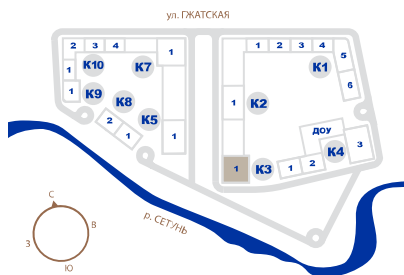 ул. ГЖАТСКАЯ
2 3 4 1 1 2 3 4 5
К10 К7 К1
1 6
1 К9 К8 1 К2
2 1 К5 1 ДОУ
К4 3
1 К3 1 2
р. СЕТУНЬ
С
В
З
Ю